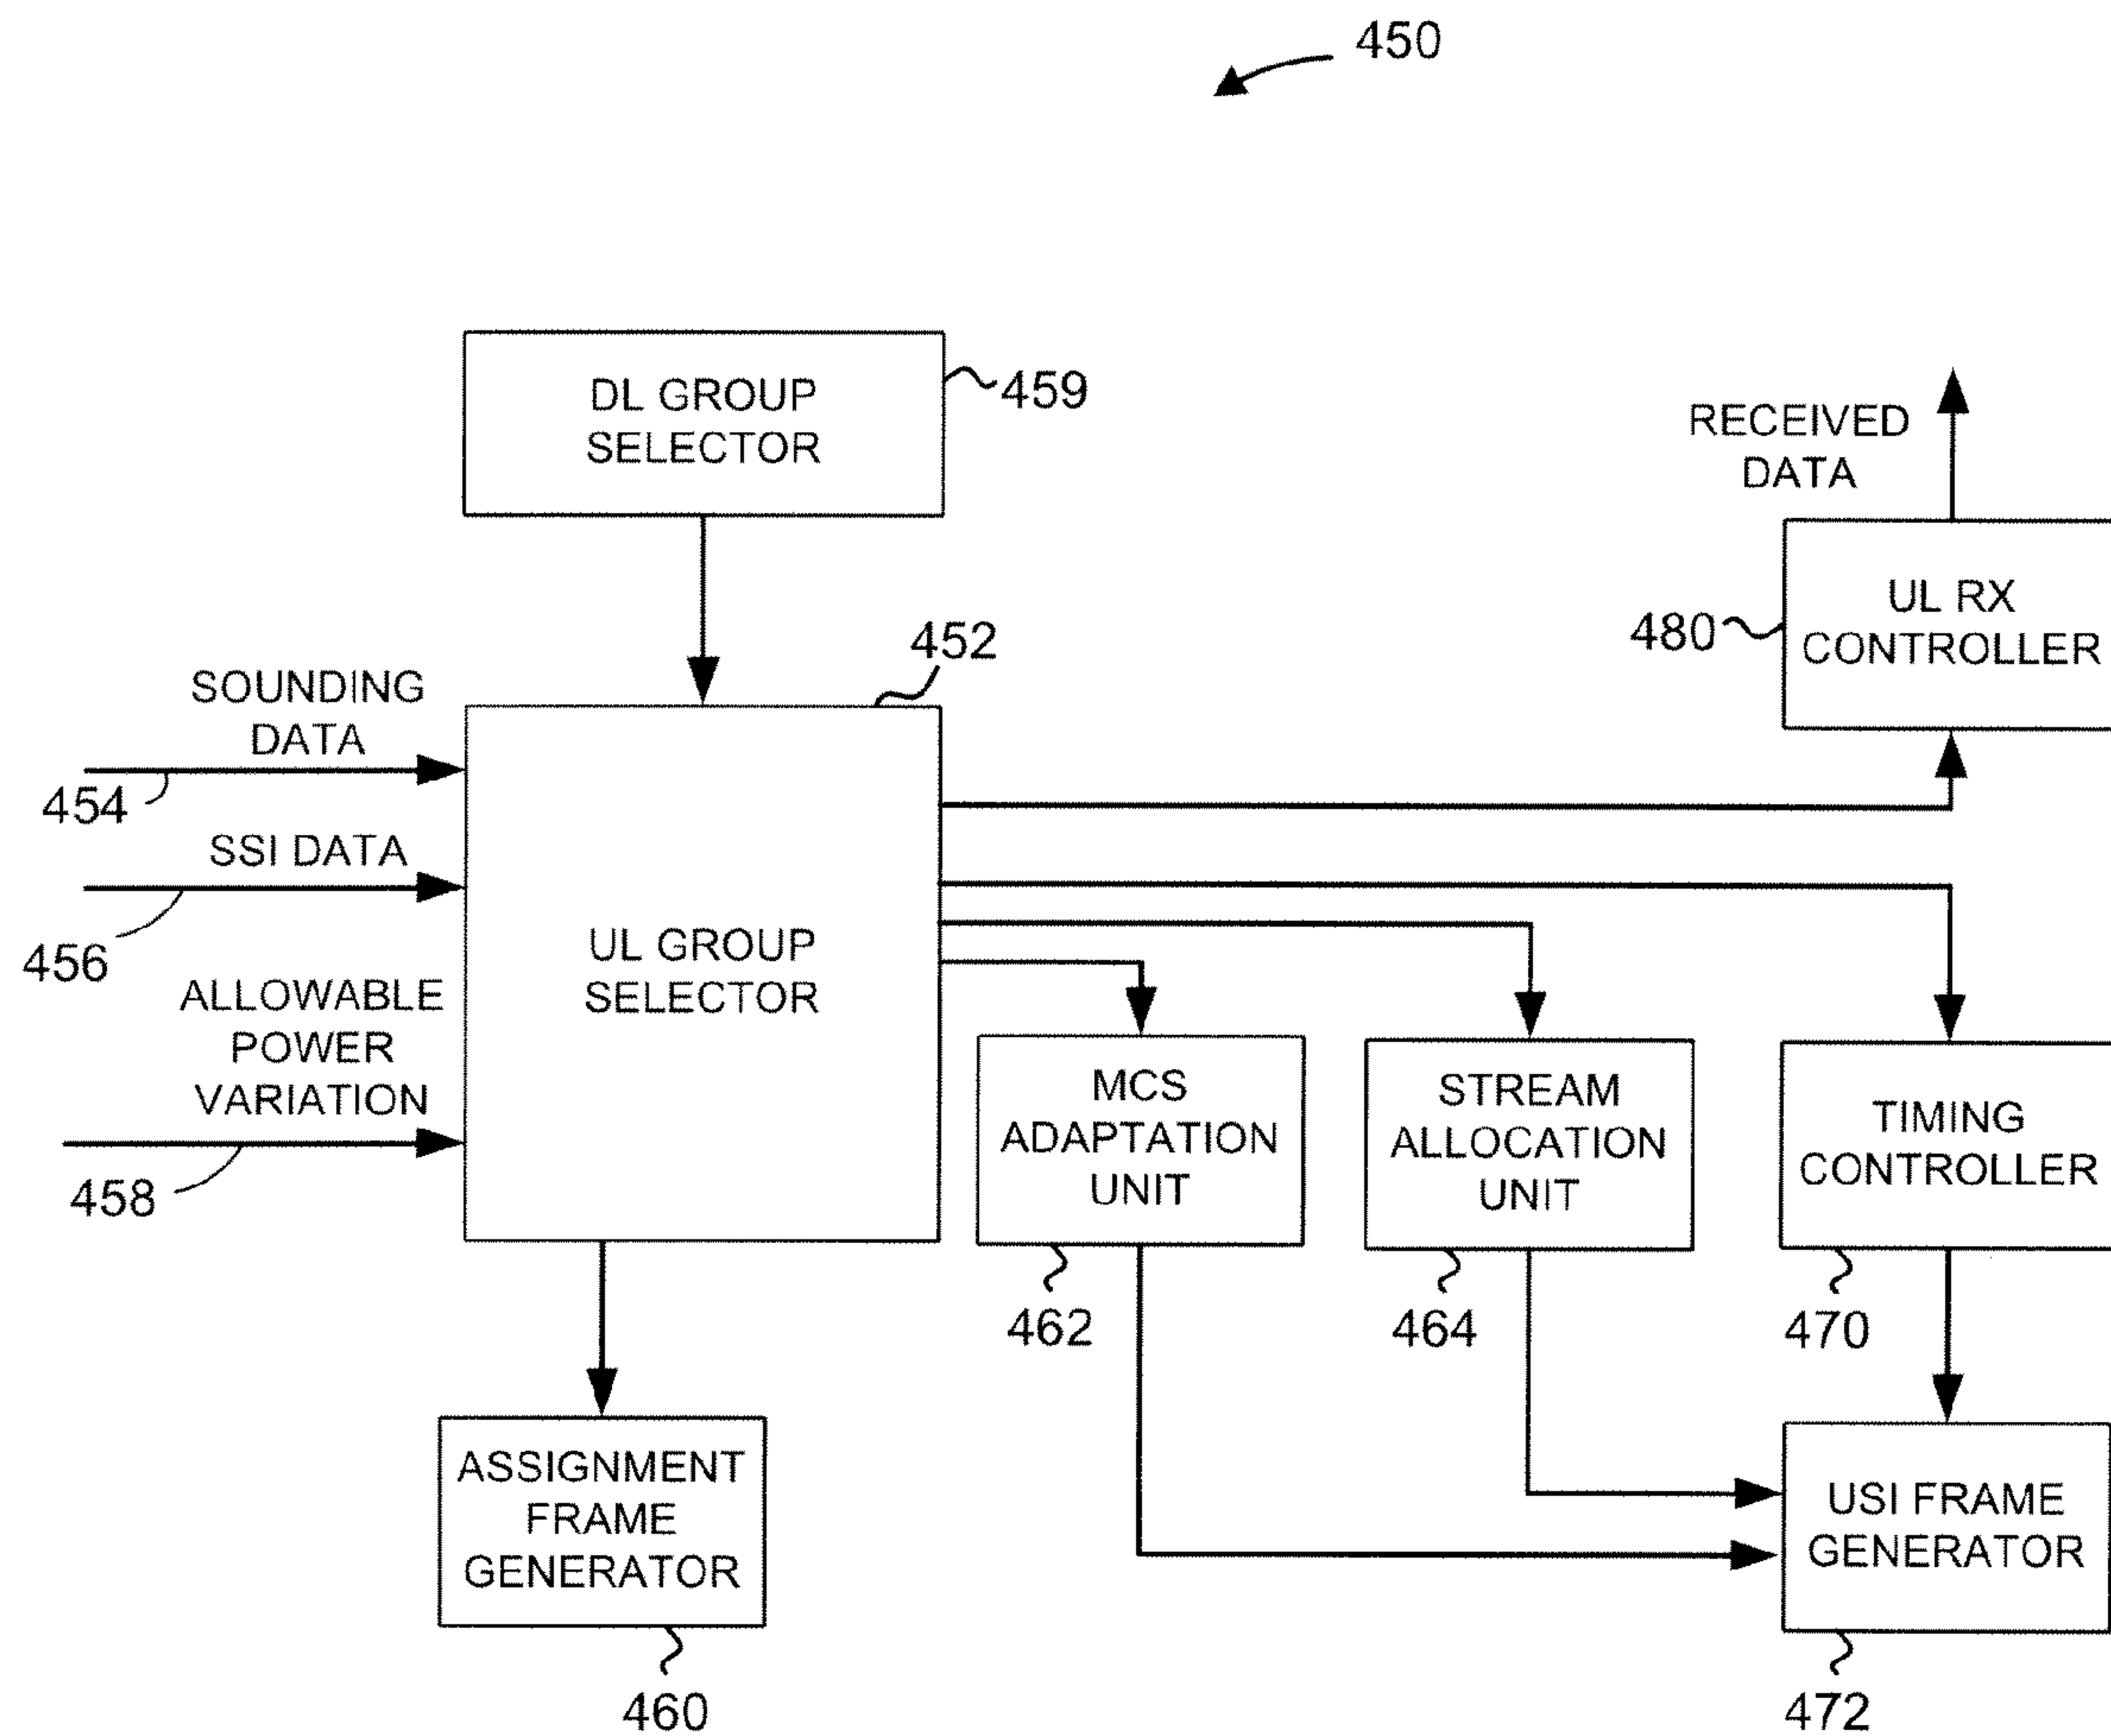 450
DL GROUP
SELECTOR
459
RECEIVED
DATA
UL RX
CONTROLLER
480
452
SOUNDING
DATA
454
SSI DATA
456
ALLOWABLE
POWER
VARIATION
458
UL GROUP
SELECTOR
MCS
ADAPTATION
UNIT
462
STREAM
ALLOCATION
UNIT
464
TIMING
CONTROLLER
470
ASSIGNMENT
FRAME
GENERATOR
460
USI FRAME
GENERATOR
472